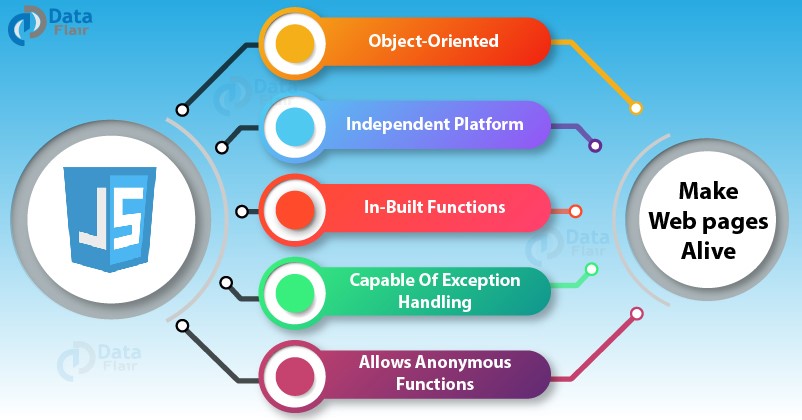 Data
Flair
Object-Oriented
Data
Flair
Independent Platform
JS
In-Built Functions
Make
Web pages
Alive
Data
Flair
Capable Of Exception
Handling
Data
Flair
Allows Anonymous
Functions